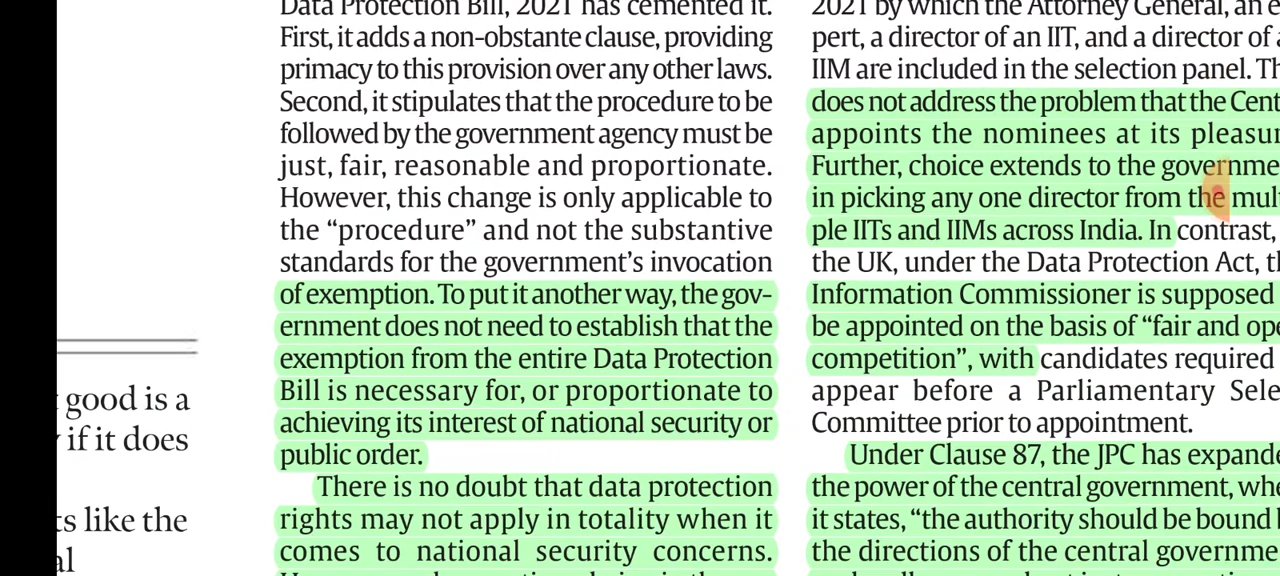 good is a
if it does
like the
Data Protection Bill, 2021 has cemented it.
First, it adds a non-obstante clause, providing
primacy to this provision over any other laws.
Second, it stipulates that the procedure to be
followed by the government agency must be
just, fair, reasonable and proportionate.
However, this change is only applicable to
the “procedure” and not the substantive
standards for the government’s invocation
of exemption. To put it another way, the gov-
ernment does not need to establish that the
exemption from the entire Data Protection
Bill is necessary for, or proportionate to
achieving its interest of national security or
public order.
There is no doubt that data protection
rights may not apply in totality when it
comes to national security concerns.
2021 by which the Attorney General, an e
pert, a director of an IIT, and a director of a
IIM are included in the selection panel. Th
does not address the problem that the Cent
appoints the nominees at its pleasur
Further, choice extends to the governme
in picking any one director from the mult
ple IITs and IIMs across India. In contrast,
the UK, under the Data Protection Act, th
Information Commissioner is supposed
be appointed on the basis of “fair and ope
competition”, with candidates required
appear before a Parliamentary Sele
Committee prior to appointment.
Under Clause 87, the JPC has expande
the power of the central government, whe
it states, “the authority should be bound b
the directions of the central governme